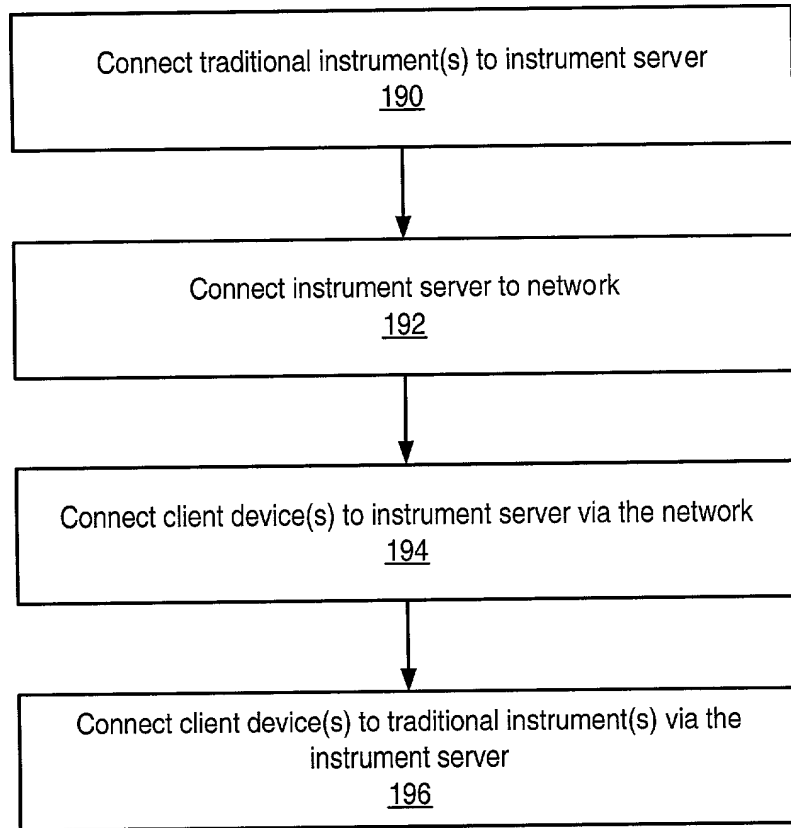 Connect traditional instrument(s) to instrument server
190
Connect instrument server to network
192
Connect client device(s) to instrument server via the network
194
Connect client device(s) to traditional instrument(s) via the
instrument server
196